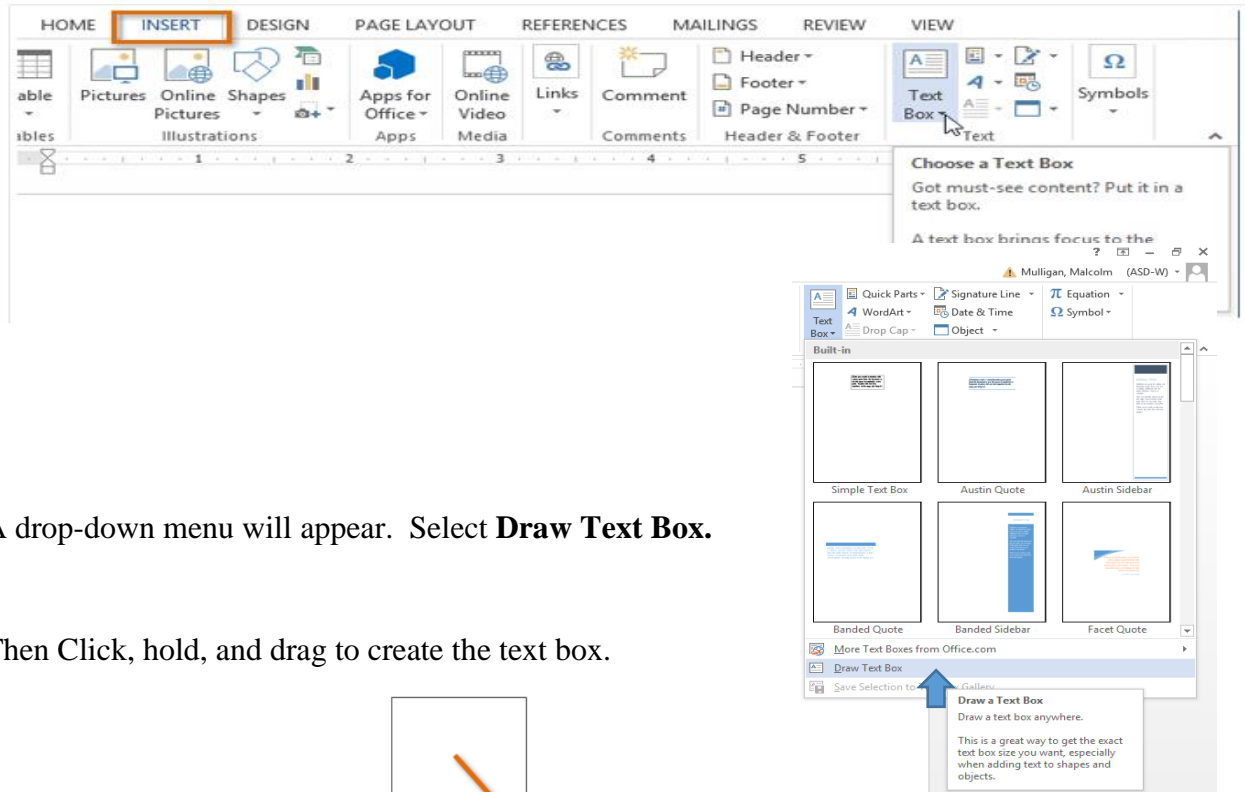 HOME INSERT DESIGN PAGE LAYOUT REFERENCES MAILINGS REVIEW VIEW
able Pictures Online Pictures Shapes Apps for Office Online Video Links Comment Header Footer Page Number Text Box Symbols
ables Illustrations Apps Media Comments Header & Footer Text
1 2 3 4 5
Choose a Text Box
Got must-see content? Put it in a
text box.
A text box brings focus to the
Mulligan, Malcolm (ASD-W)
Text Box Quick Parts Signature Line π Equation
A WordArt Date & Time Ω Symbol
Drop Cap Object
Built-in
Simple Text Box Austin Quote Austin Sidebar
Banded Quote Banded Sidebar Facet Quote
More Text Boxes from Office.com
Draw Text Box
Save Selection to Gallery
Draw a Text Box
Draw a text box anywhere.
This is a great way to get the exact
text box size you want, especially
when adding text to shapes and
objects.
A drop-down menu will appear. Select Draw Text Box.
Then Click, hold, and drag to create the text box.